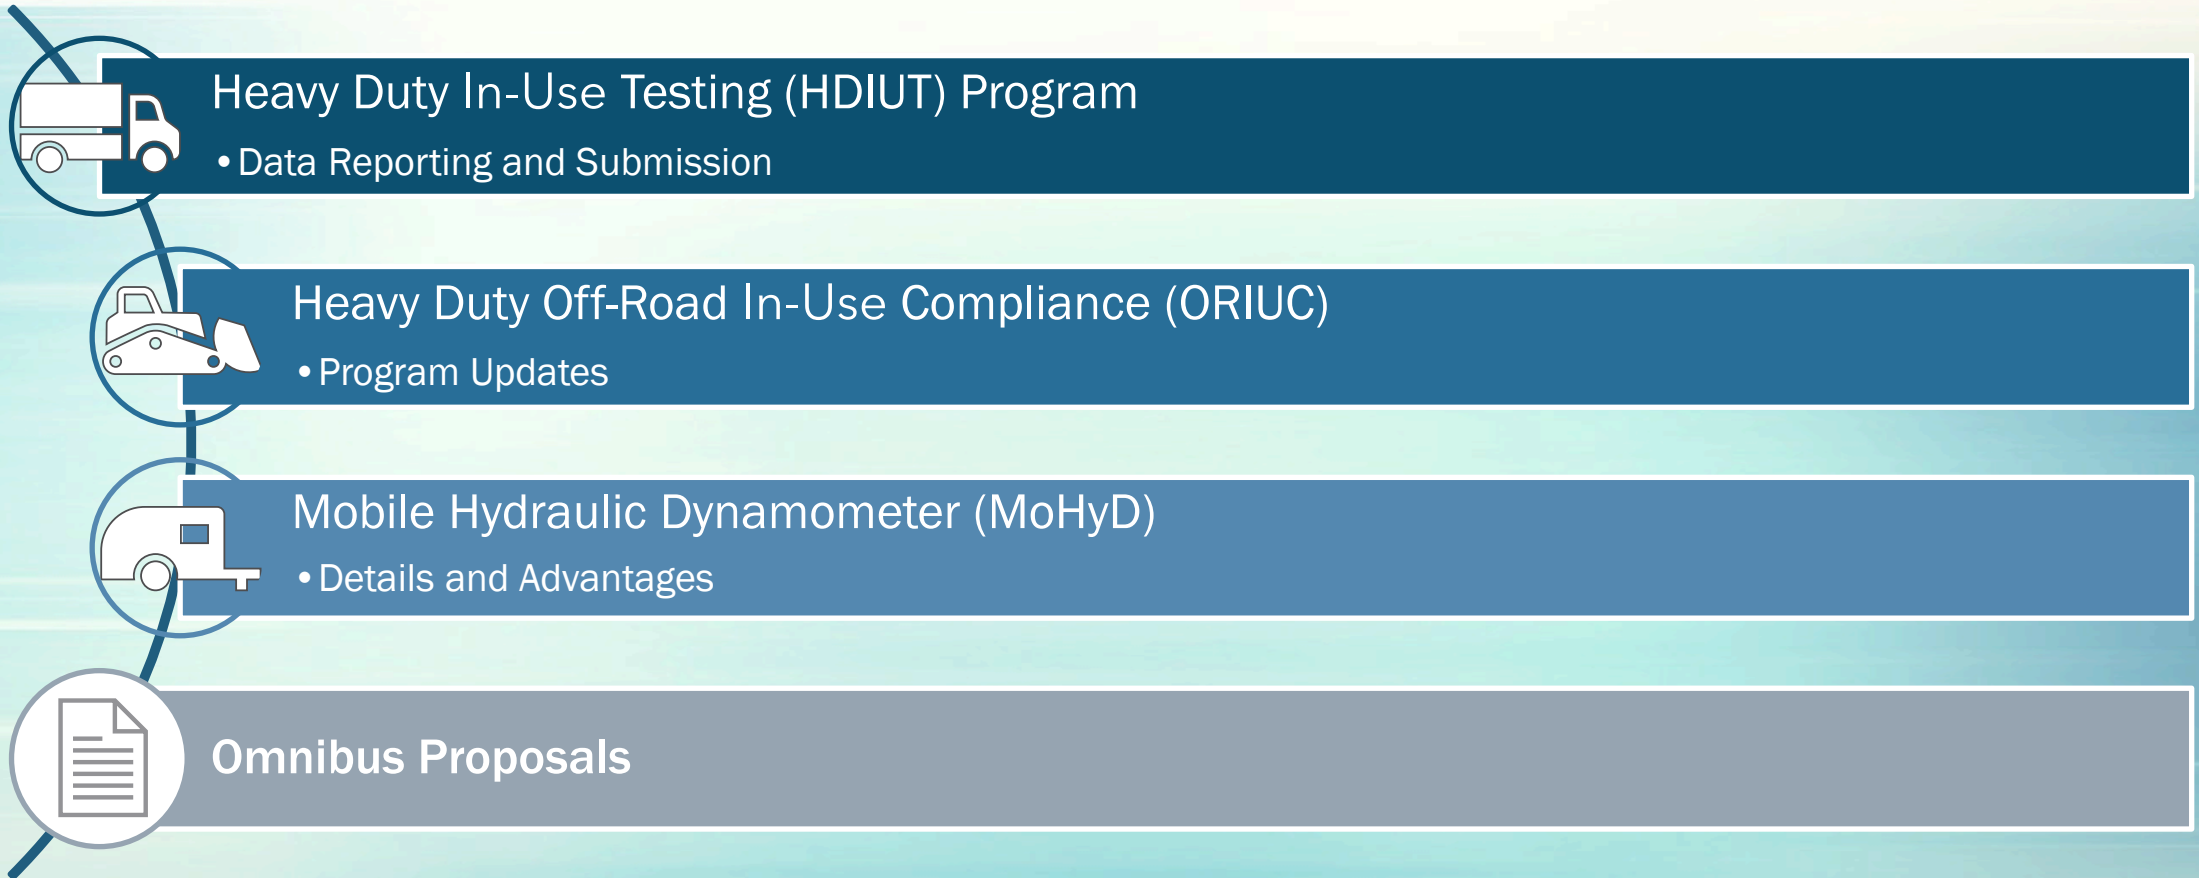 Heavy Duty In-Use Testing (HDIUT) Program
•Data Reporting and Submission
Heavy Duty Off-Road In-Use Compliance (ORIUC)
•Program Updates
Mobile Hydraulic Dynamometer (MoHyD)
•Details and Advantages
Omnibus Proposals